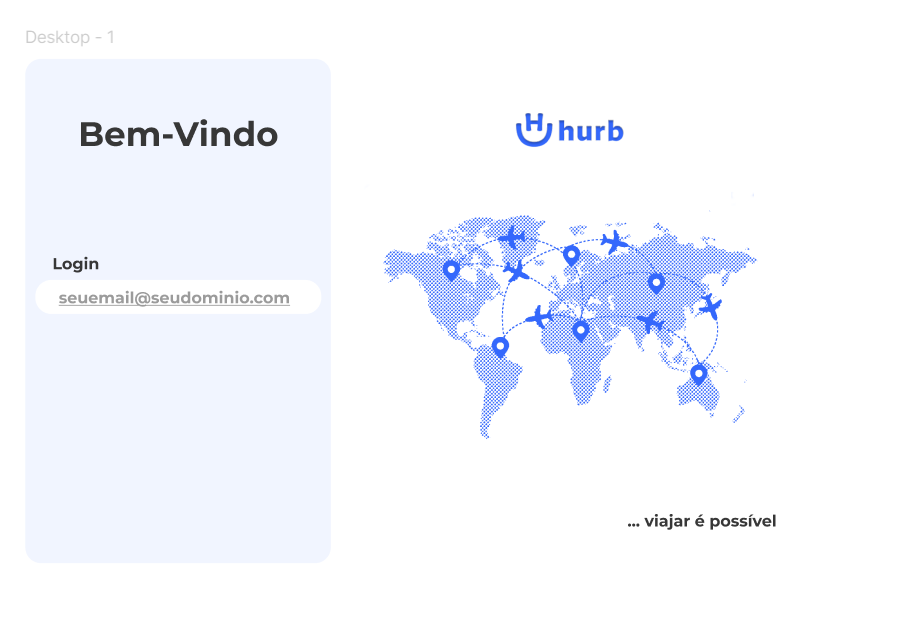 Desktop - 1
Bem-Vindo
Login
seuemail@seudominio.com
H hurb
... viajar é possível